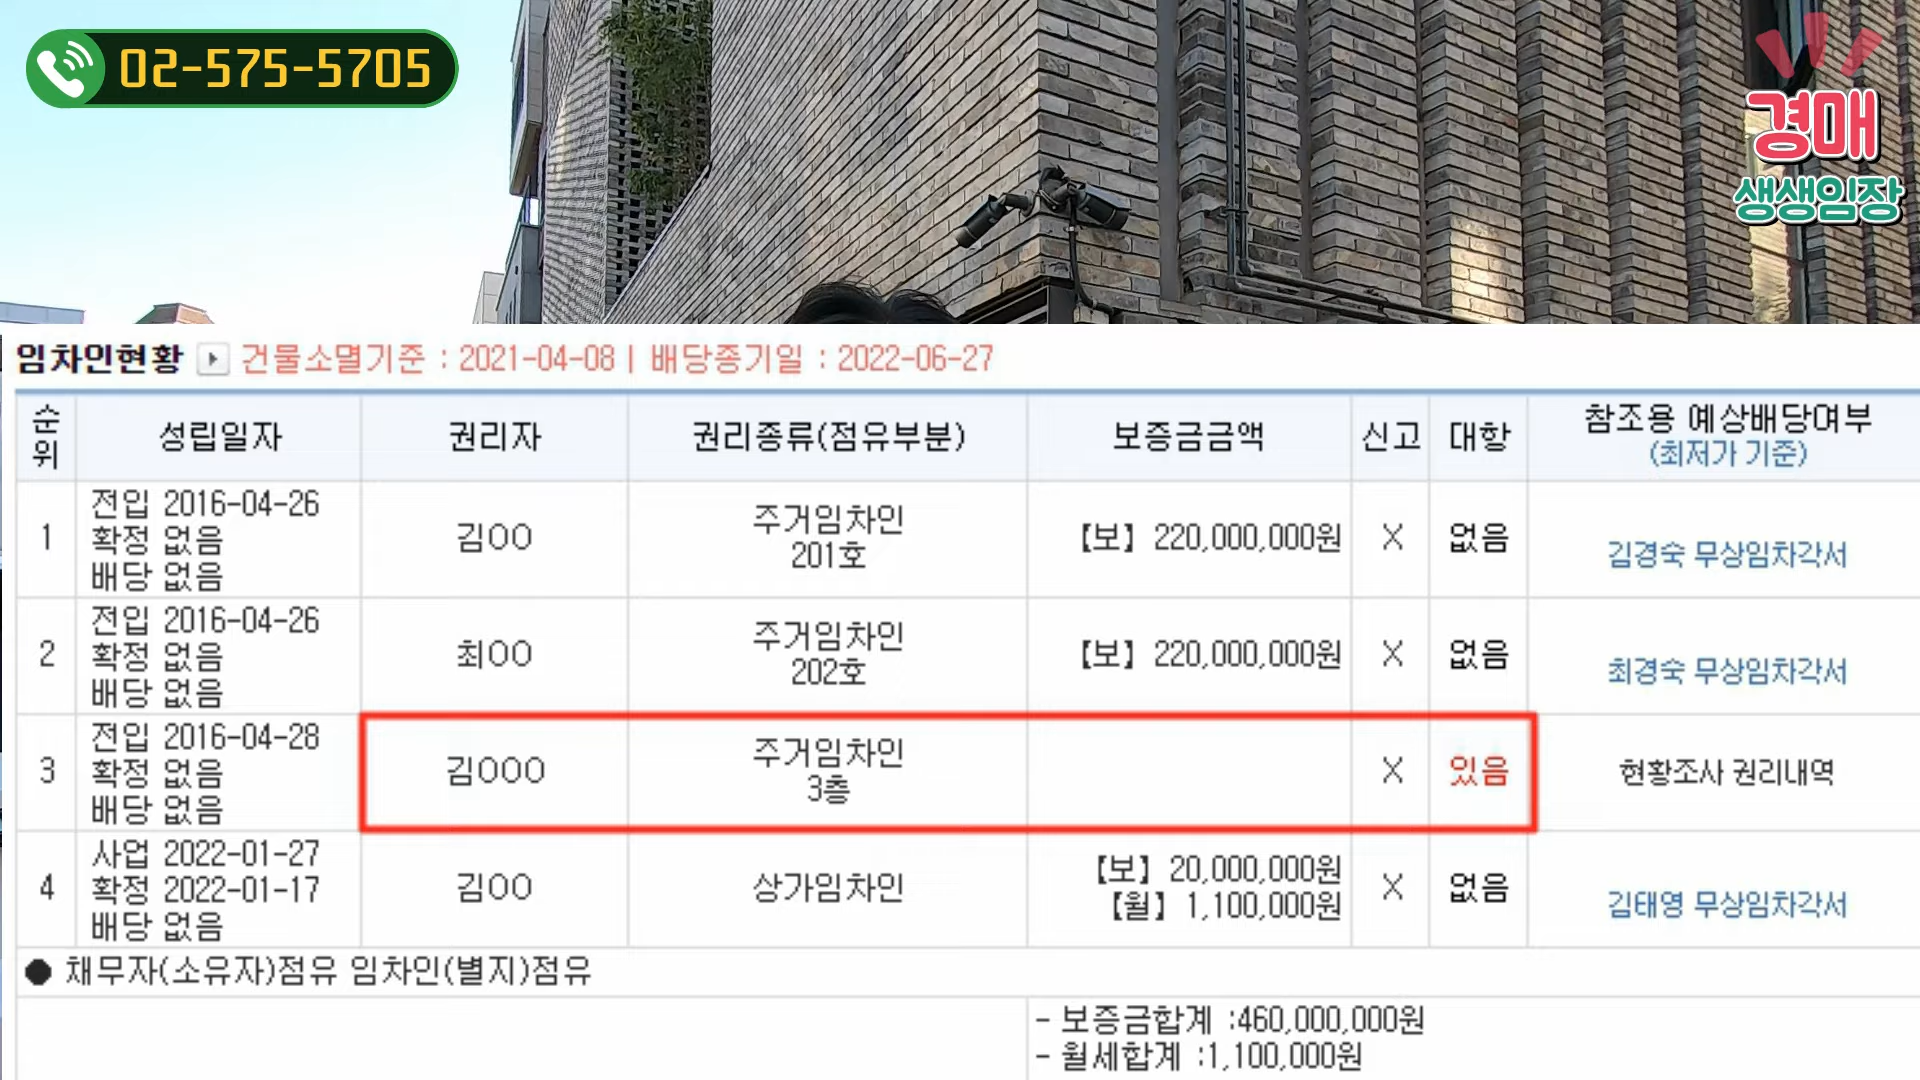 02-575-5705
경매
생생임장
임차인현황 건물소멸기준 : 2021-04-08 | 배당종기일 : 2022-06-27
순위 성립일자 권리자 권리종류(점유부분) 보증금금액 신고 대항 참조용 예상배당여부
(최저가 기준)
전입 2016-04-26
1 확정 없음 김OO 주거임차인 201호 【보】 220,000,000원 X 없음 김경숙 무상임차각서
배당 없음
전입 2016-04-26
2 확정 없음 최OO 주거임차인 202호 【보】 220,000,000원 X 없음 최경숙 무상임차각서
배당 없음
전입 2016-04-28
3 확정 없음 김OOO 주거임차인 3층 X 있음 현황조사 권리내역
배당 없음
사업 2022-01-27 【보】 20,000,000원
4 확정 2022-01-17 김OO 상가임차인 【월】 1,100,000원 X 없음 김태영 무상임차각서
배당 없음
● 채무자(소유자)점유 임차인(별지)점유
- 보증금합계 :460,000,000원
- 월세합계 :1,100,000원